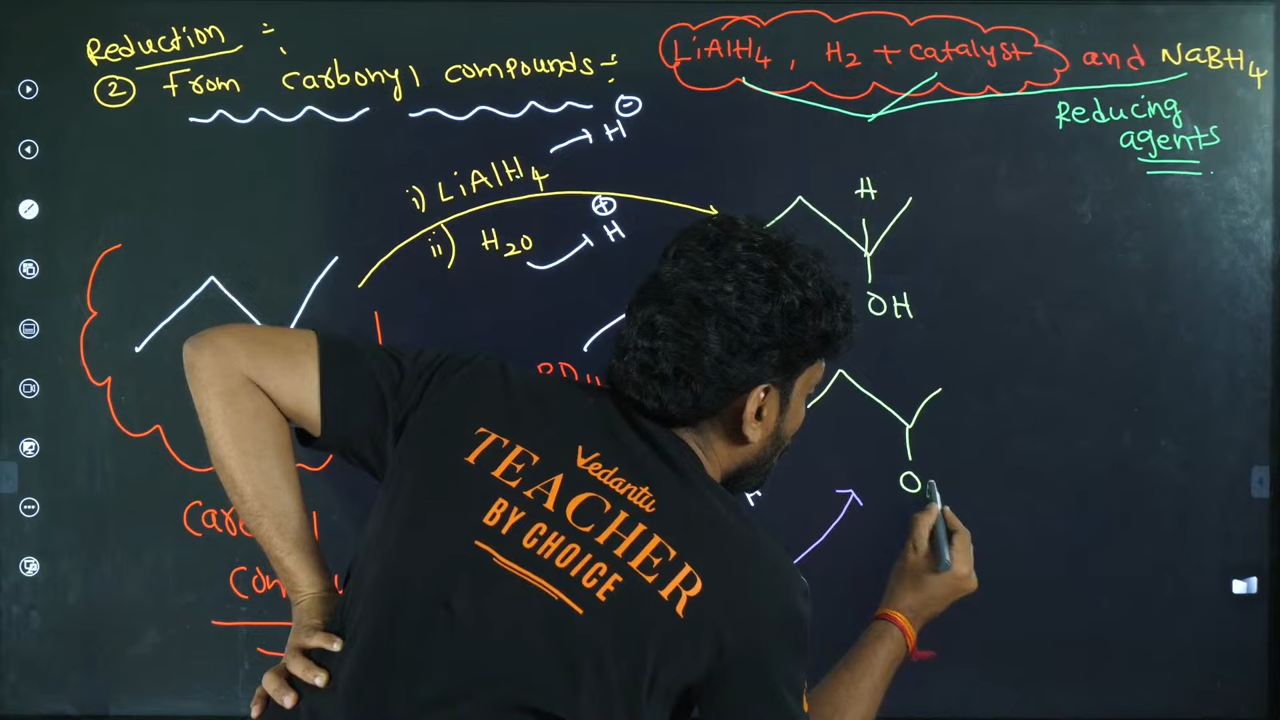 Reduction :-
② From carbonyl compounds :-
LiAlH4, H2 + catalyst and NaBH4
Reducing
agents
i) LiAlH4 → H⊖
ii) H2O → H⊕
H
OH
O
Vedantu
TEACHER
BY CHOICE